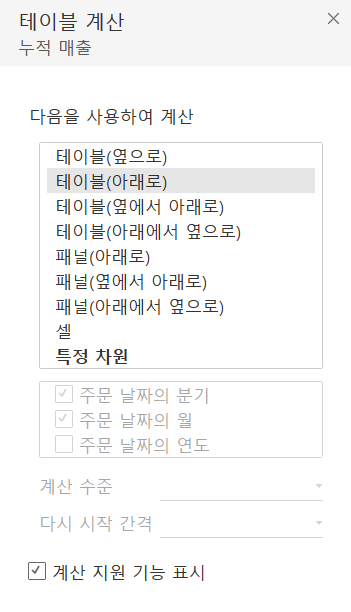 테이블 계산
누적 매출
다음을 사용하여 계산
테이블(옆으로)
테이블(아래로)
테이블(옆에서 아래로)
테이블(아래에서 옆으로)
패널(아래로)
패널(옆에서 아래로)
패널(아래에서 옆으로)
셀
특정 차원
주문 날짜의 분기
주문 날짜의 월
주문 날짜의 연도
계산 수준
다시 시작 간격
계산 지원 기능 표시